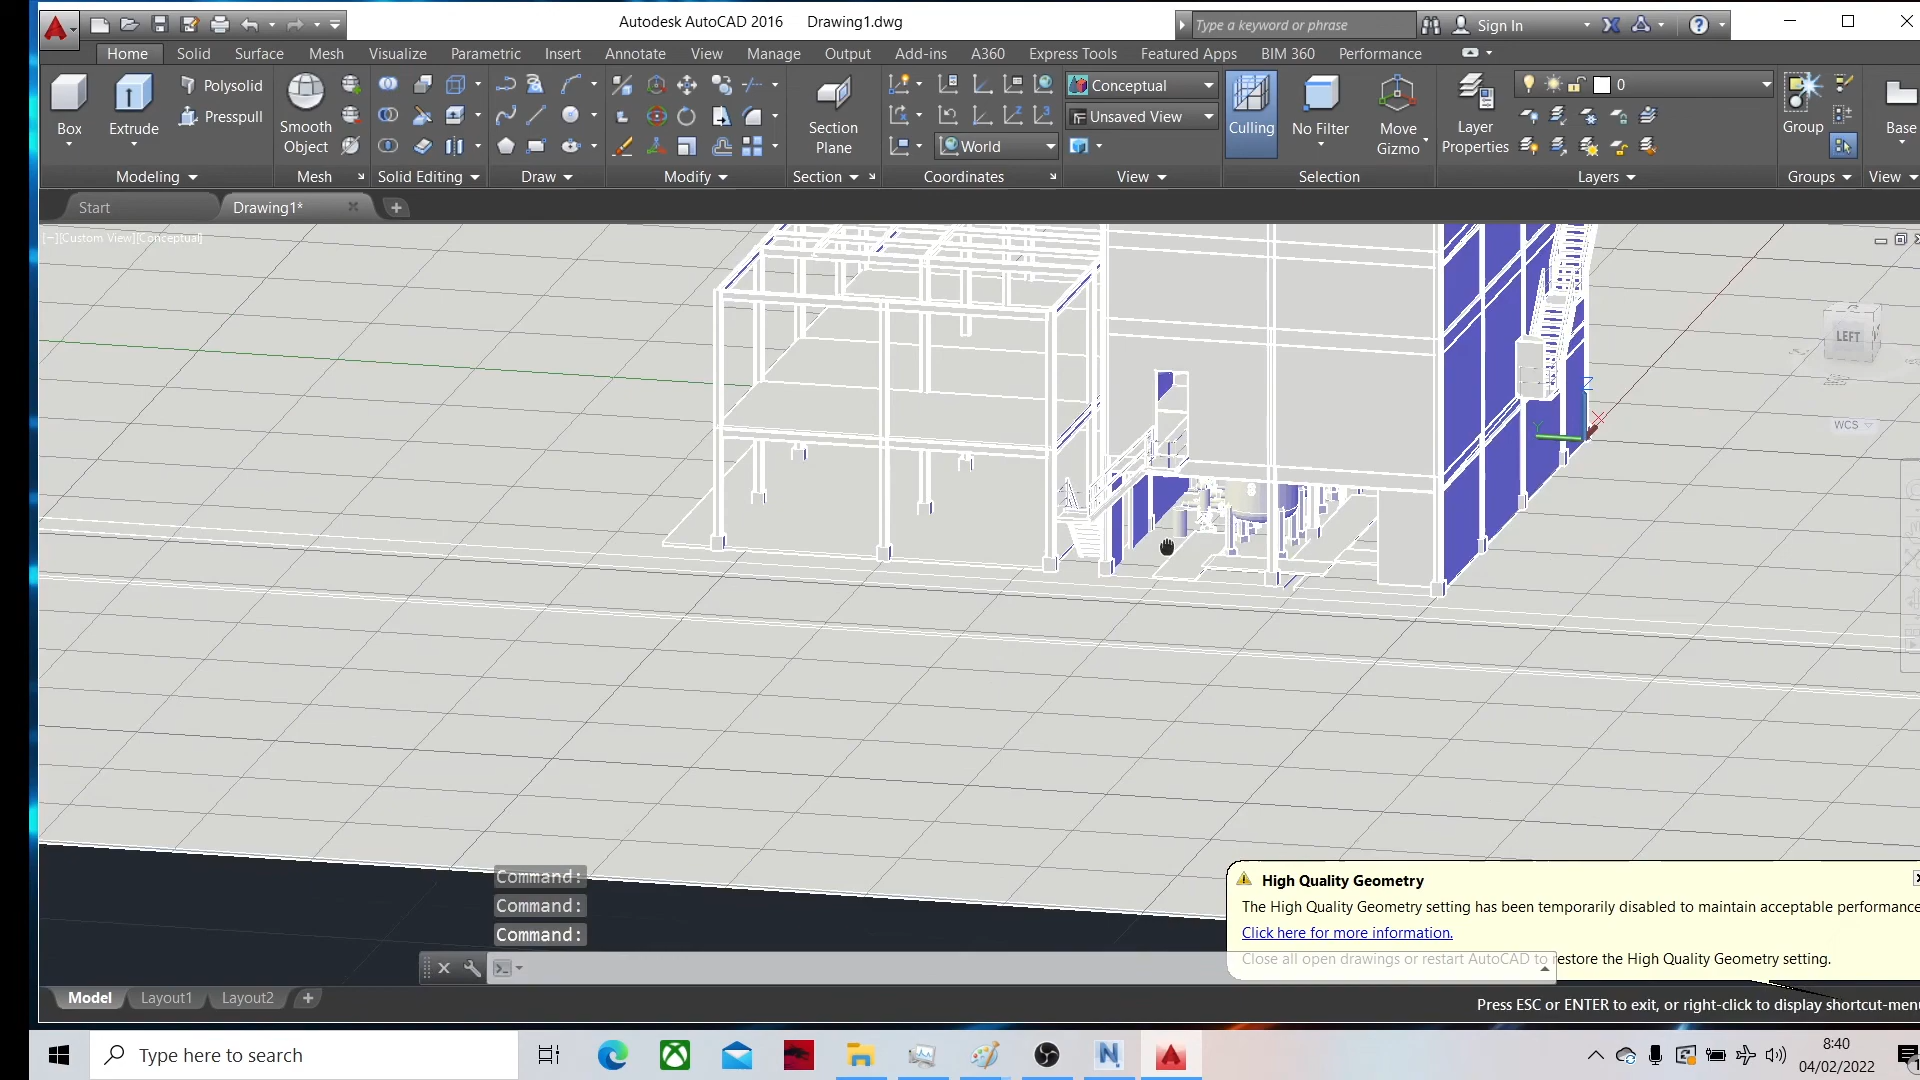 Autodesk AutoCAD 2016 Drawing1.dwg
Type a keyword or phrase
Sign In
Home Solid Surface Mesh Visualize Parametric Insert Annotate View Manage Output Add-ins A360 Express Tools Featured Apps BIM 360 Performance
Box
Extrude
Polysolid
Presspull
Smooth
Object
Section
Plane
World
Conceptual
Unsaved View
Culling
No Filter
Move
Gizmo
Layer
Properties
0
Group
Base
Modeling Mesh Solid Editing Draw Modify Section Coordinates View Selection Layers Groups View
Start Drawing1*
[−][Custom View][Conceptual]
LEFT
WCS
Z
Y
X
Command:
Command:
Command:
High Quality Geometry
The High Quality Geometry setting has been temporarily disabled to maintain acceptable performance
Click here for more information.
Close all open drawings or restart AutoCAD to restore the High Quality Geometry setting.
Model Layout1 Layout2
Press ESC or ENTER to exit, or right-click to display shortcut-menu
Type here to search
8:40
04/02/2022